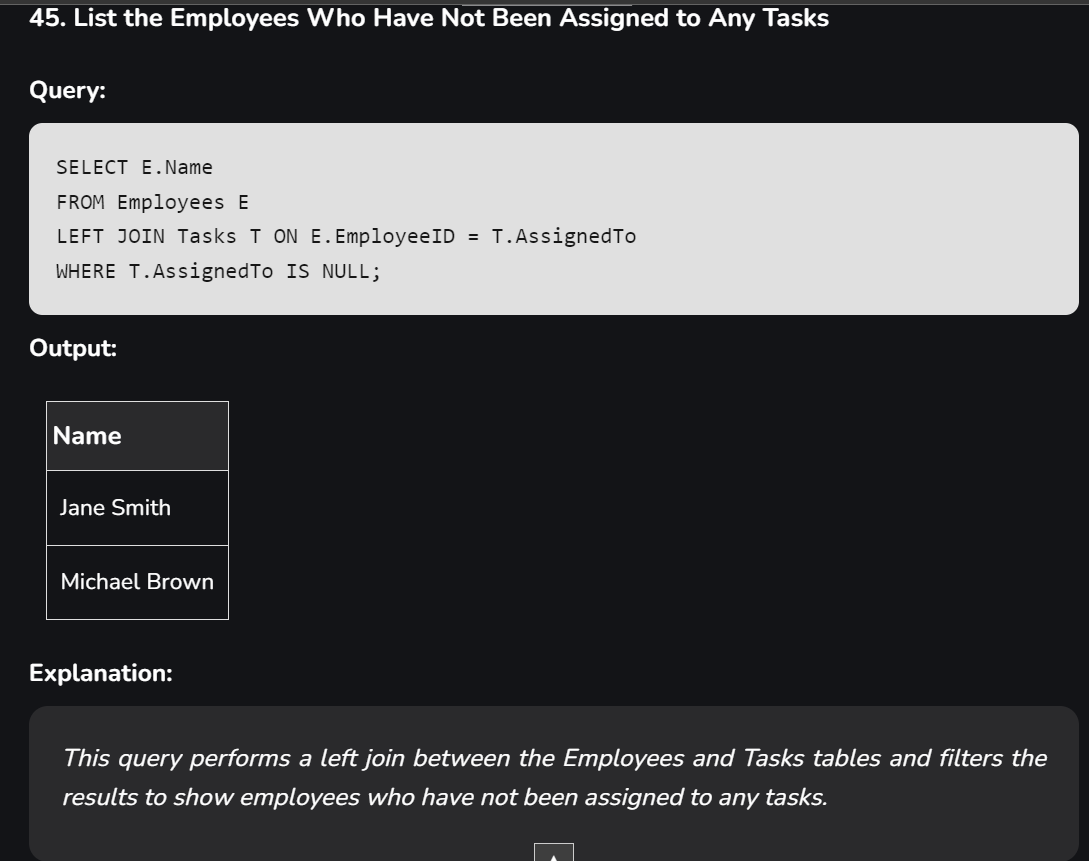 45. List the Employees Who Have Not Been Assigned to Any Tasks
Query:
SELECT E.Name
FROM Employees E
LEFT JOIN Tasks T ON E.EmployeeID = T.AssignedTo
WHERE T.AssignedTo IS NULL;
Output:
Name
Jane Smith
Michael Brown
Explanation:
This query performs a left join between the Employees and Tasks tables and filters the
results to show employees who have not been assigned to any tasks.